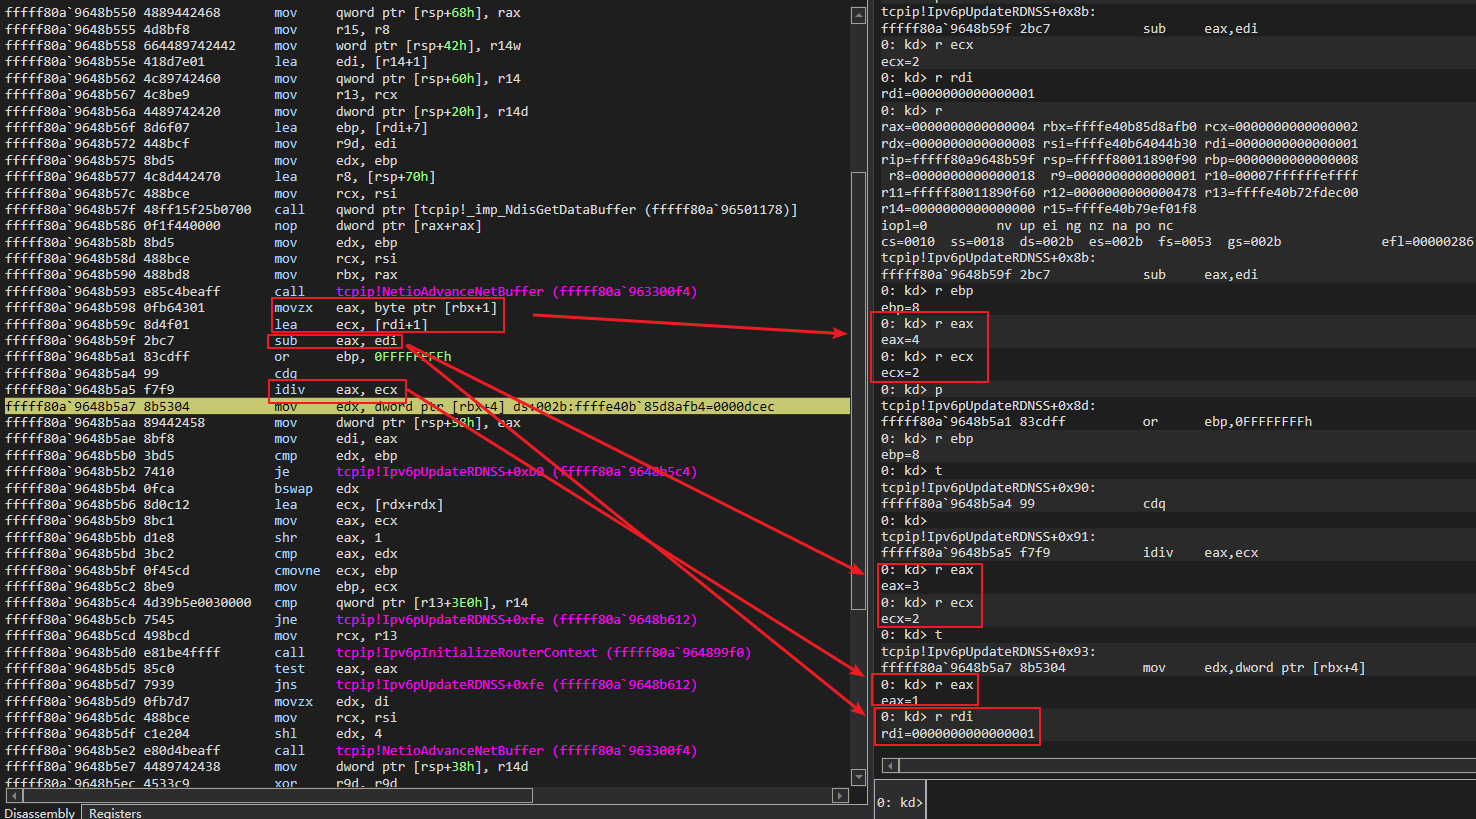 fffff80a`9648b550 4889442468 mov qword ptr [rsp+68h], rax
fffff80a`9648b555 4d8bf8 mov r15, r8
fffff80a`9648b558 664489742442 mov word ptr [rsp+42h], r14w
fffff80a`9648b55e 418d7e01 lea edi, [r14+1]
fffff80a`9648b562 4c89742460 mov qword ptr [rsp+60h], r14
fffff80a`9648b567 4c8be9 mov r13, rcx
fffff80a`9648b56a 4489742420 mov dword ptr [rsp+20h], r14d
fffff80a`9648b56f 8d6f07 lea ebp, [rdi+7]
fffff80a`9648b572 448bcf mov r9d, edi
fffff80a`9648b575 8bd5 mov edx, ebp
fffff80a`9648b577 4c8d442470 lea r8, [rsp+70h]
fffff80a`9648b57c 488bce mov rcx, rsi
fffff80a`9648b57f 48ff15f25b0700 call qword ptr [tcpip!_imp_NdisGetDataBuffer (fffff80a`96501178)]
fffff80a`9648b586 0f1f440000 nop dword ptr [rax+rax]
fffff80a`9648b58b 8bd5 mov edx, ebp
fffff80a`9648b58d 488bce mov rcx, rsi
fffff80a`9648b590 488bd8 mov rbx, rax
fffff80a`9648b593 e85c4beaff call tcpip!NetioAdvanceNetBuffer (fffff80a`963300f4)
fffff80a`9648b598 0fb64301 movzx eax, byte ptr [rbx+1]
fffff80a`9648b59c 8d4f01 lea ecx, [rdi+1]
fffff80a`9648b59f 2bc7 sub eax, edi
fffff80a`9648b5a1 83cdff or ebp, 0FFFFFFFFh
fffff80a`9648b5a4 99 cdq
fffff80a`9648b5a5 f7f9 idiv eax, ecx
fffff80a`9648b5a7 8b5304 mov edx, dword ptr [rbx+4] ds:002b:ffffe40b`85d8afb4=0000dcec
fffff80a`9648b5aa 89442458 mov dword ptr [rsp+58h], eax
fffff80a`9648b5ae 8bf8 mov edi, eax
fffff80a`9648b5b0 3bd5 cmp edx, ebp
fffff80a`9648b5b2 7410 je tcpip!Ipv6pUpdateRDNSS+0xb0 (fffff80a`9648b5c4)
fffff80a`9648b5b4 0fca bswap edx
fffff80a`9648b5b6 8d0c12 lea ecx, [rdx+rdx]
fffff80a`9648b5b9 8bc1 mov eax, ecx
fffff80a`9648b5bb d1e8 shr eax, 1
fffff80a`9648b5bd 3bc2 cmp eax, edx
fffff80a`9648b5bf 0f45cd cmovne ecx, ebp
fffff80a`9648b5c2 8be9 mov ebp, ecx
fffff80a`9648b5c4 4d39b5e0030000 cmp qword ptr [r13+3E0h], r14
fffff80a`9648b5cb 7545 jne tcpip!Ipv6pUpdateRDNSS+0xfe (fffff80a`9648b612)
fffff80a`9648b5cd 498bcd mov rcx, r13
fffff80a`9648b5d0 e81be4ffff call tcpip!Ipv6pInitializeRouterContext (fffff80a`964899f0)
fffff80a`9648b5d5 85c0 test eax, eax
fffff80a`9648b5d7 7939 jns tcpip!Ipv6pUpdateRDNSS+0xfe (fffff80a`9648b612)
fffff80a`9648b5d9 0fb7d7 movzx edx, di
fffff80a`9648b5dc 488bce mov rcx, rsi
fffff80a`9648b5df c1e204 shl edx, 4
fffff80a`9648b5e2 e80d4beaff call tcpip!NetioAdvanceNetBuffer (fffff80a`963300f4)
fffff80a`9648b5e7 4489742438 mov dword ptr [rsp+38h], r14d
fffff80a`9648b5ec 4533c9 xor r9d, r9d
Disassembly Registers
tcpip!Ipv6pUpdateRDNSS+0x8b:
fffff80a`9648b59f 2bc7 sub eax,edi
0: kd> r ecx
ecx=2
0: kd> r rdi
rdi=0000000000000001
0: kd> r
rax=0000000000000004 rbx=ffffe40b85d8afb0 rcx=0000000000000002
rdx=0000000000000008 rsi=ffffe40b64044b30 rdi=0000000000000001
rip=fffff80a9648b59f rsp=fffff80011890f90 rbp=0000000000000008
r8=0000000000000018 r9=0000000000000001 r10=00007ffffffeffff
r11=fffff80011890f60 r12=0000000000000478 r13=ffffe40b72fdec00
r14=0000000000000000 r15=ffffe40b79ef01f8
iopl=0 nv up ei ng nz na po nc
cs=0010 ss=0018 ds=002b es=002b fs=0053 gs=002b efl=00000286
tcpip!Ipv6pUpdateRDNSS+0x8b:
fffff80a`9648b59f 2bc7 sub eax,edi
0: kd> r ebp
ebp=8
0: kd> r eax
eax=4
0: kd> r ecx
ecx=2
0: kd> p
tcpip!Ipv6pUpdateRDNSS+0x8d:
fffff80a`9648b5a1 83cdff or ebp,0FFFFFFFFh
0: kd> r ebp
ebp=8
0: kd> t
tcpip!Ipv6pUpdateRDNSS+0x90:
fffff80a`9648b5a4 99 cdq
0: kd>
tcpip!Ipv6pUpdateRDNSS+0x91:
fffff80a`9648b5a5 f7f9 idiv eax,ecx
0: kd> r eax
eax=3
0: kd> r ecx
ecx=2
0: kd> t
tcpip!Ipv6pUpdateRDNSS+0x93:
fffff80a`9648b5a7 8b5304 mov edx,dword ptr [rbx+4]
0: kd> r eax
eax=1
0: kd> r rdi
rdi=0000000000000001
0: kd>